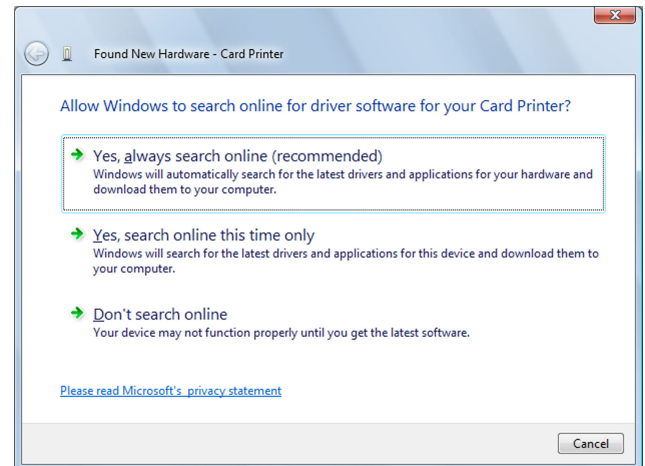 Found New Hardware - Card Printer
Allow Windows to search online for driver software for your Card Printer?
Yes, always search online (recommended)
Windows will automatically search for the latest drivers and applications for your hardware and
download them to your computer.
Yes, search online this time only
Windows will search for the latest drivers and applications for this device and download them to
your computer.
Don't search online
Your device may not function properly until you get the latest software.
Please read Microsoft's privacy statement
Cancel